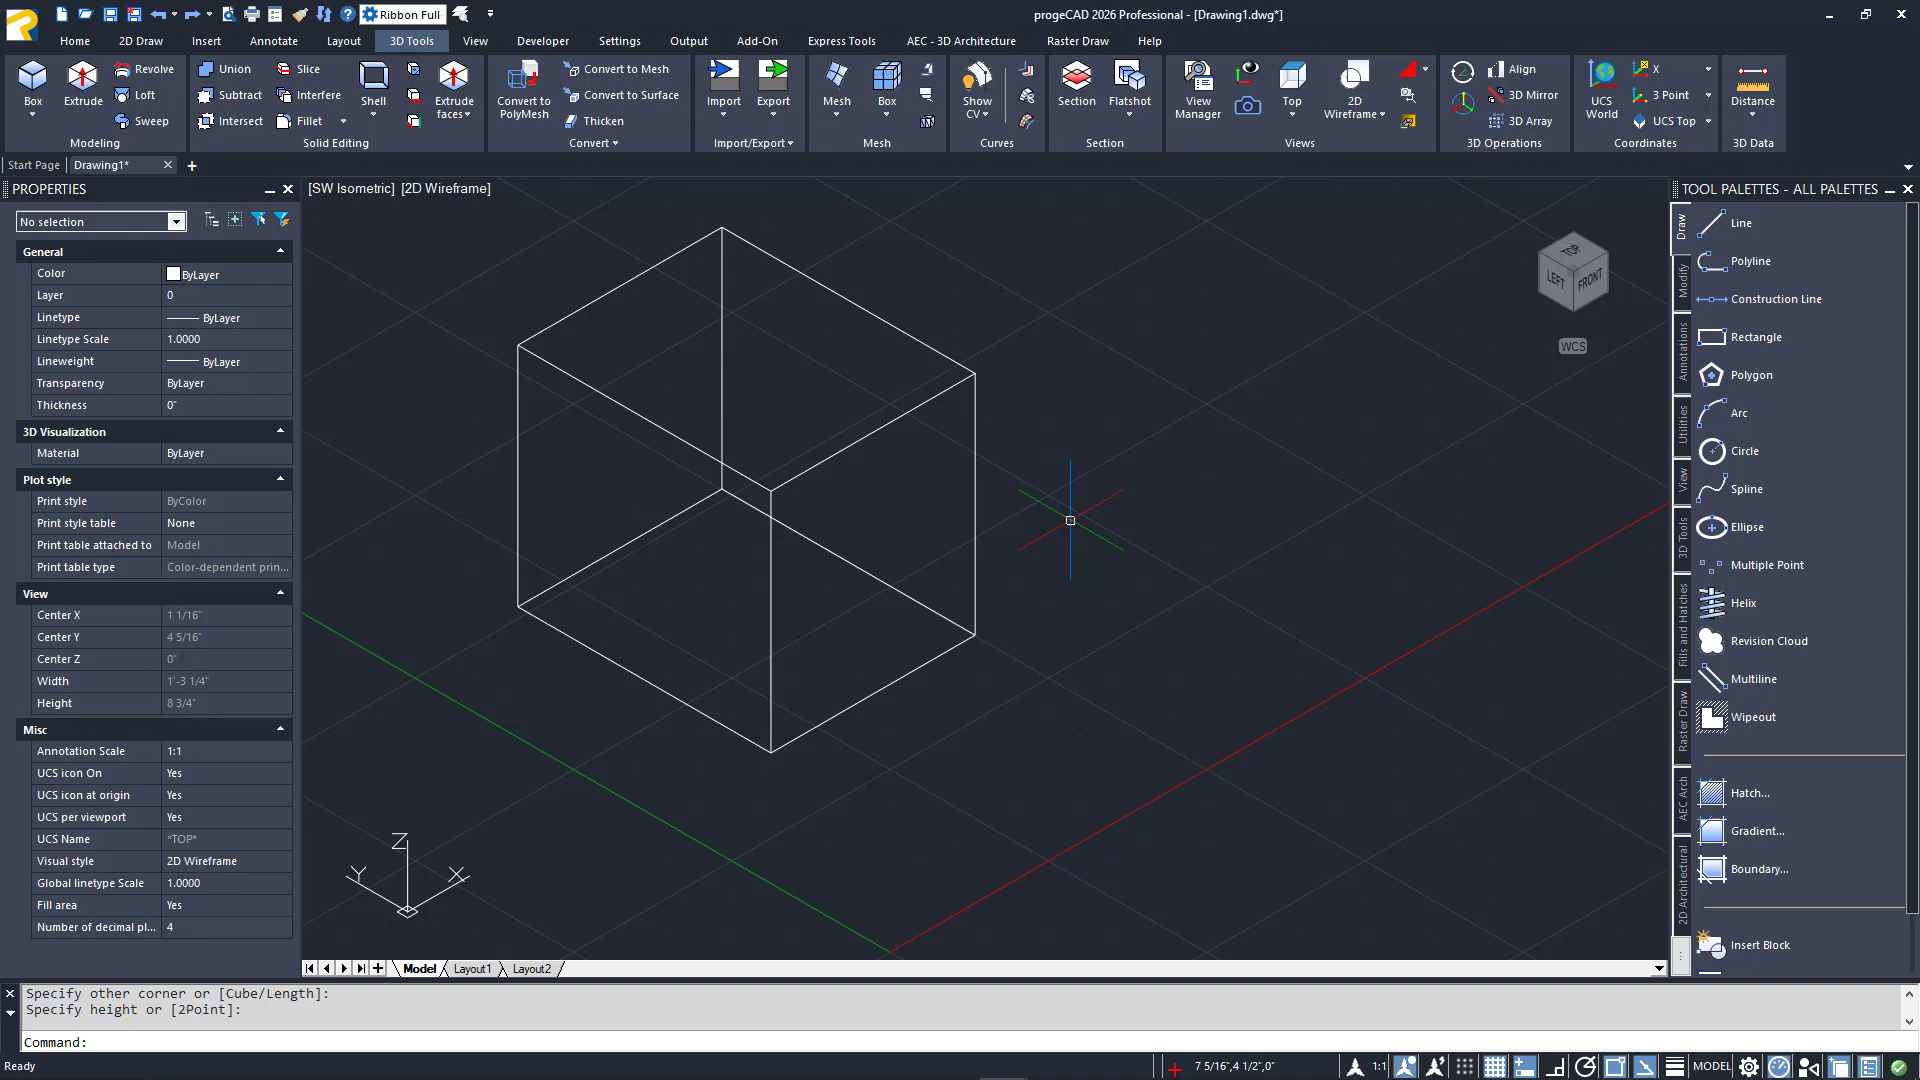 Ribbon Full
progeCAD 2026 Professional - [Drawing1.dwg*]
Home 2D Draw Insert Annotate Layout 3D Tools View Developer Settings Output Add-On Express Tools AEC - 3D Architecture Raster Draw Help
Box Extrude Revolve Loft Sweep
Modeling
Union Subtract Intersect Slice Interfere Fillet Shell Extrude faces
Solid Editing
Convert to PolyMesh Convert to Mesh Convert to Surface Thicken
Convert
Import Export
Import/Export
Mesh Box
Mesh
Show CV
Curves
Section Flatshot
Section
View Manager Top 2D Wireframe
Views
Align 3D Mirror 3D Array
3D Operations
UCS World X 3 Point UCS Top
Coordinates
Distance
3D Data
Start Page Drawing1*
PROPERTIES
No selection
General
Color ByLayer
Layer 0
Linetype ByLayer
Linetype Scale 1.0000
Lineweight ByLayer
Transparency ByLayer
Thickness 0"
3D Visualization
Material ByLayer
Plot style
Print style ByColor
Print style table None
Print table attached to Model
Print table type Color-dependent prin...
View
Center X 1 1/16"
Center Y 4 5/16"
Center Z 0"
Width 1'-3 1/4"
Height 8 3/4"
Misc
Annotation Scale 1:1
UCS icon On Yes
UCS icon at origin Yes
UCS per viewport Yes
UCS Name *TOP*
Visual style 2D Wireframe
Global linetype Scale 1.0000
Fill area Yes
Number of decimal pl... 4
[SW Isometric] [2D Wireframe]
TOP
LEFT FRONT
WCS
Z
Y X
TOOL PALETTES - ALL PALETTES
Draw
Modify
Annotations
Utilities
View
3D Tools
Fills and Hatches
Raster Draw
AEC Arch
2D Architectural
Line
Polyline
Construction Line
Rectangle
Polygon
Arc
Circle
Spline
Ellipse
Multiple Point
Helix
Revision Cloud
Multiline
Wipeout
Hatch...
Gradient...
Boundary...
Insert Block
Model Layout1 Layout2
Specify other corner or [Cube/Length]:
Specify height or [2Point]:
Command:
Ready
7 5/16",4 1/2",0"
1:1
MODEL